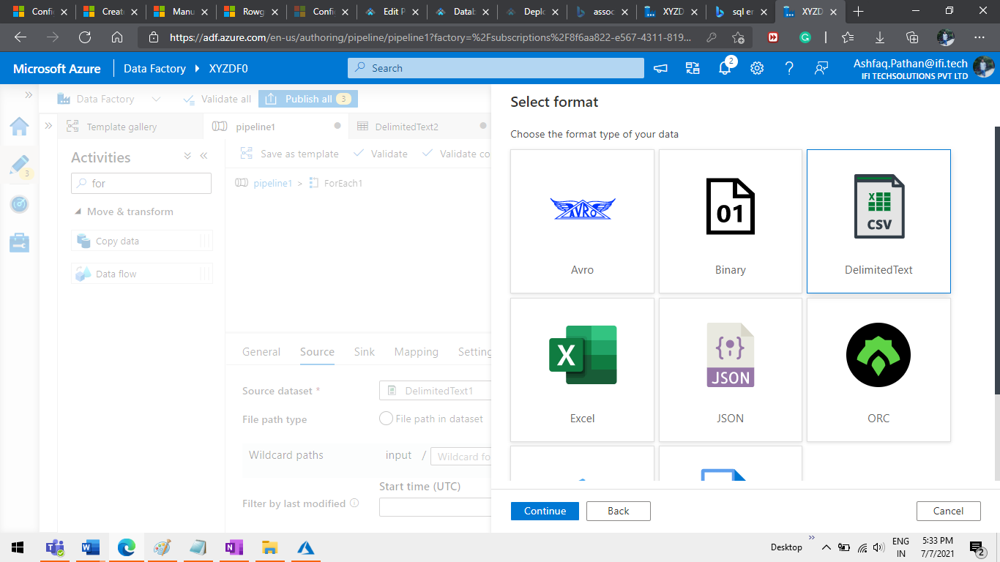 Confi
Create
Manu
Rowg
Config
Edit P
Datab
Deplo
assoc
XYZD
sql er
XYZD
https://adf.azure.com/en-us/authoring/pipeline/pipeline1?factory=%2Fsubscriptions%2F8f6aa822-e567-4311-819...
Microsoft Azure
Data Factory
XYZDF0
Search
2
Ashfaq.Pathan@ifi.tech
IFI TECHSOLUTIONS PVT LTD
Data Factory
Validate all
Publish all 3
Template gallery
pipeline1
DelimitedText2
3
Activities
Save as template
Validate
Validate co
for
pipeline1 > ForEach1
Move & transform
Copy data
Data flow
General
Source
Sink
Mapping
Setting
Source dataset *
DelimitedText1
File path type
File path in dataset
Wildcard paths
input / Wildcard fo
Start time (UTC)
Filter by last modified
Select format
Choose the format type of your data
AVRO
Avro
01
Binary
X
CSV
DelimitedText
X
Excel
JSON
JSON
ORC
Continue
Back
Cancel
Desktop
ENG
IN
5:33 PM
7/7/2021
2